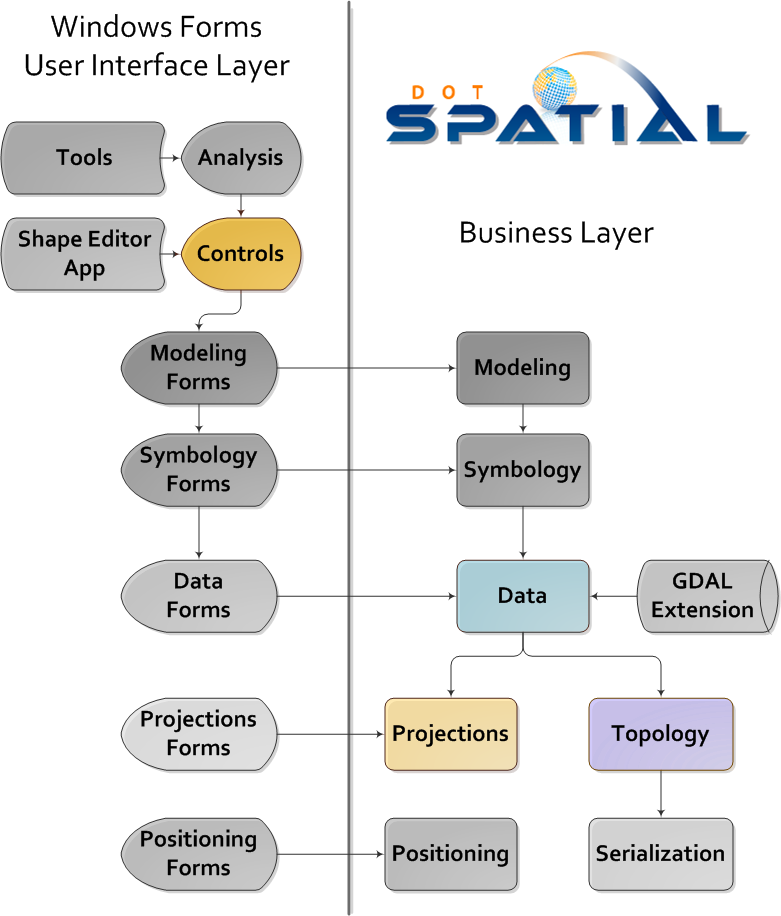 Windows Forms
User Interface Layer
DOT
SPATIAL
Business Layer
Tools
Analysis
Shape Editor
App
Controls
Modeling
Forms
Modeling
Symbology
Forms
Symbology
Data
Forms
Data
GDAL
Extension
Projections
Forms
Projections
Topology
Positioning
Forms
Positioning
Serialization